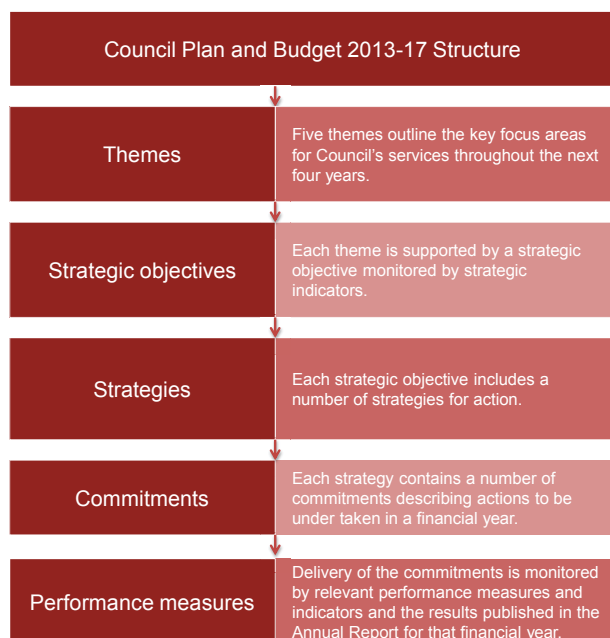 Council Plan and Budget 2013-17 Structure
Themes
Five themes outline the key focus areas
for Council's services throughout the next
four years.
Strategic objectives
Each theme is supported by a strategic
objective monitored by strategic
indicators.
Strategies
Each strategic objective includes a
number of strategies for action.
Commitments
Each strategy contains a number of
commitments describing actions to be
under taken in a financial year.
Performance measures
Delivery of the commitments is monitored
by relevant performance measures and
indicators and the results published in the
Annual Report for that financial year.